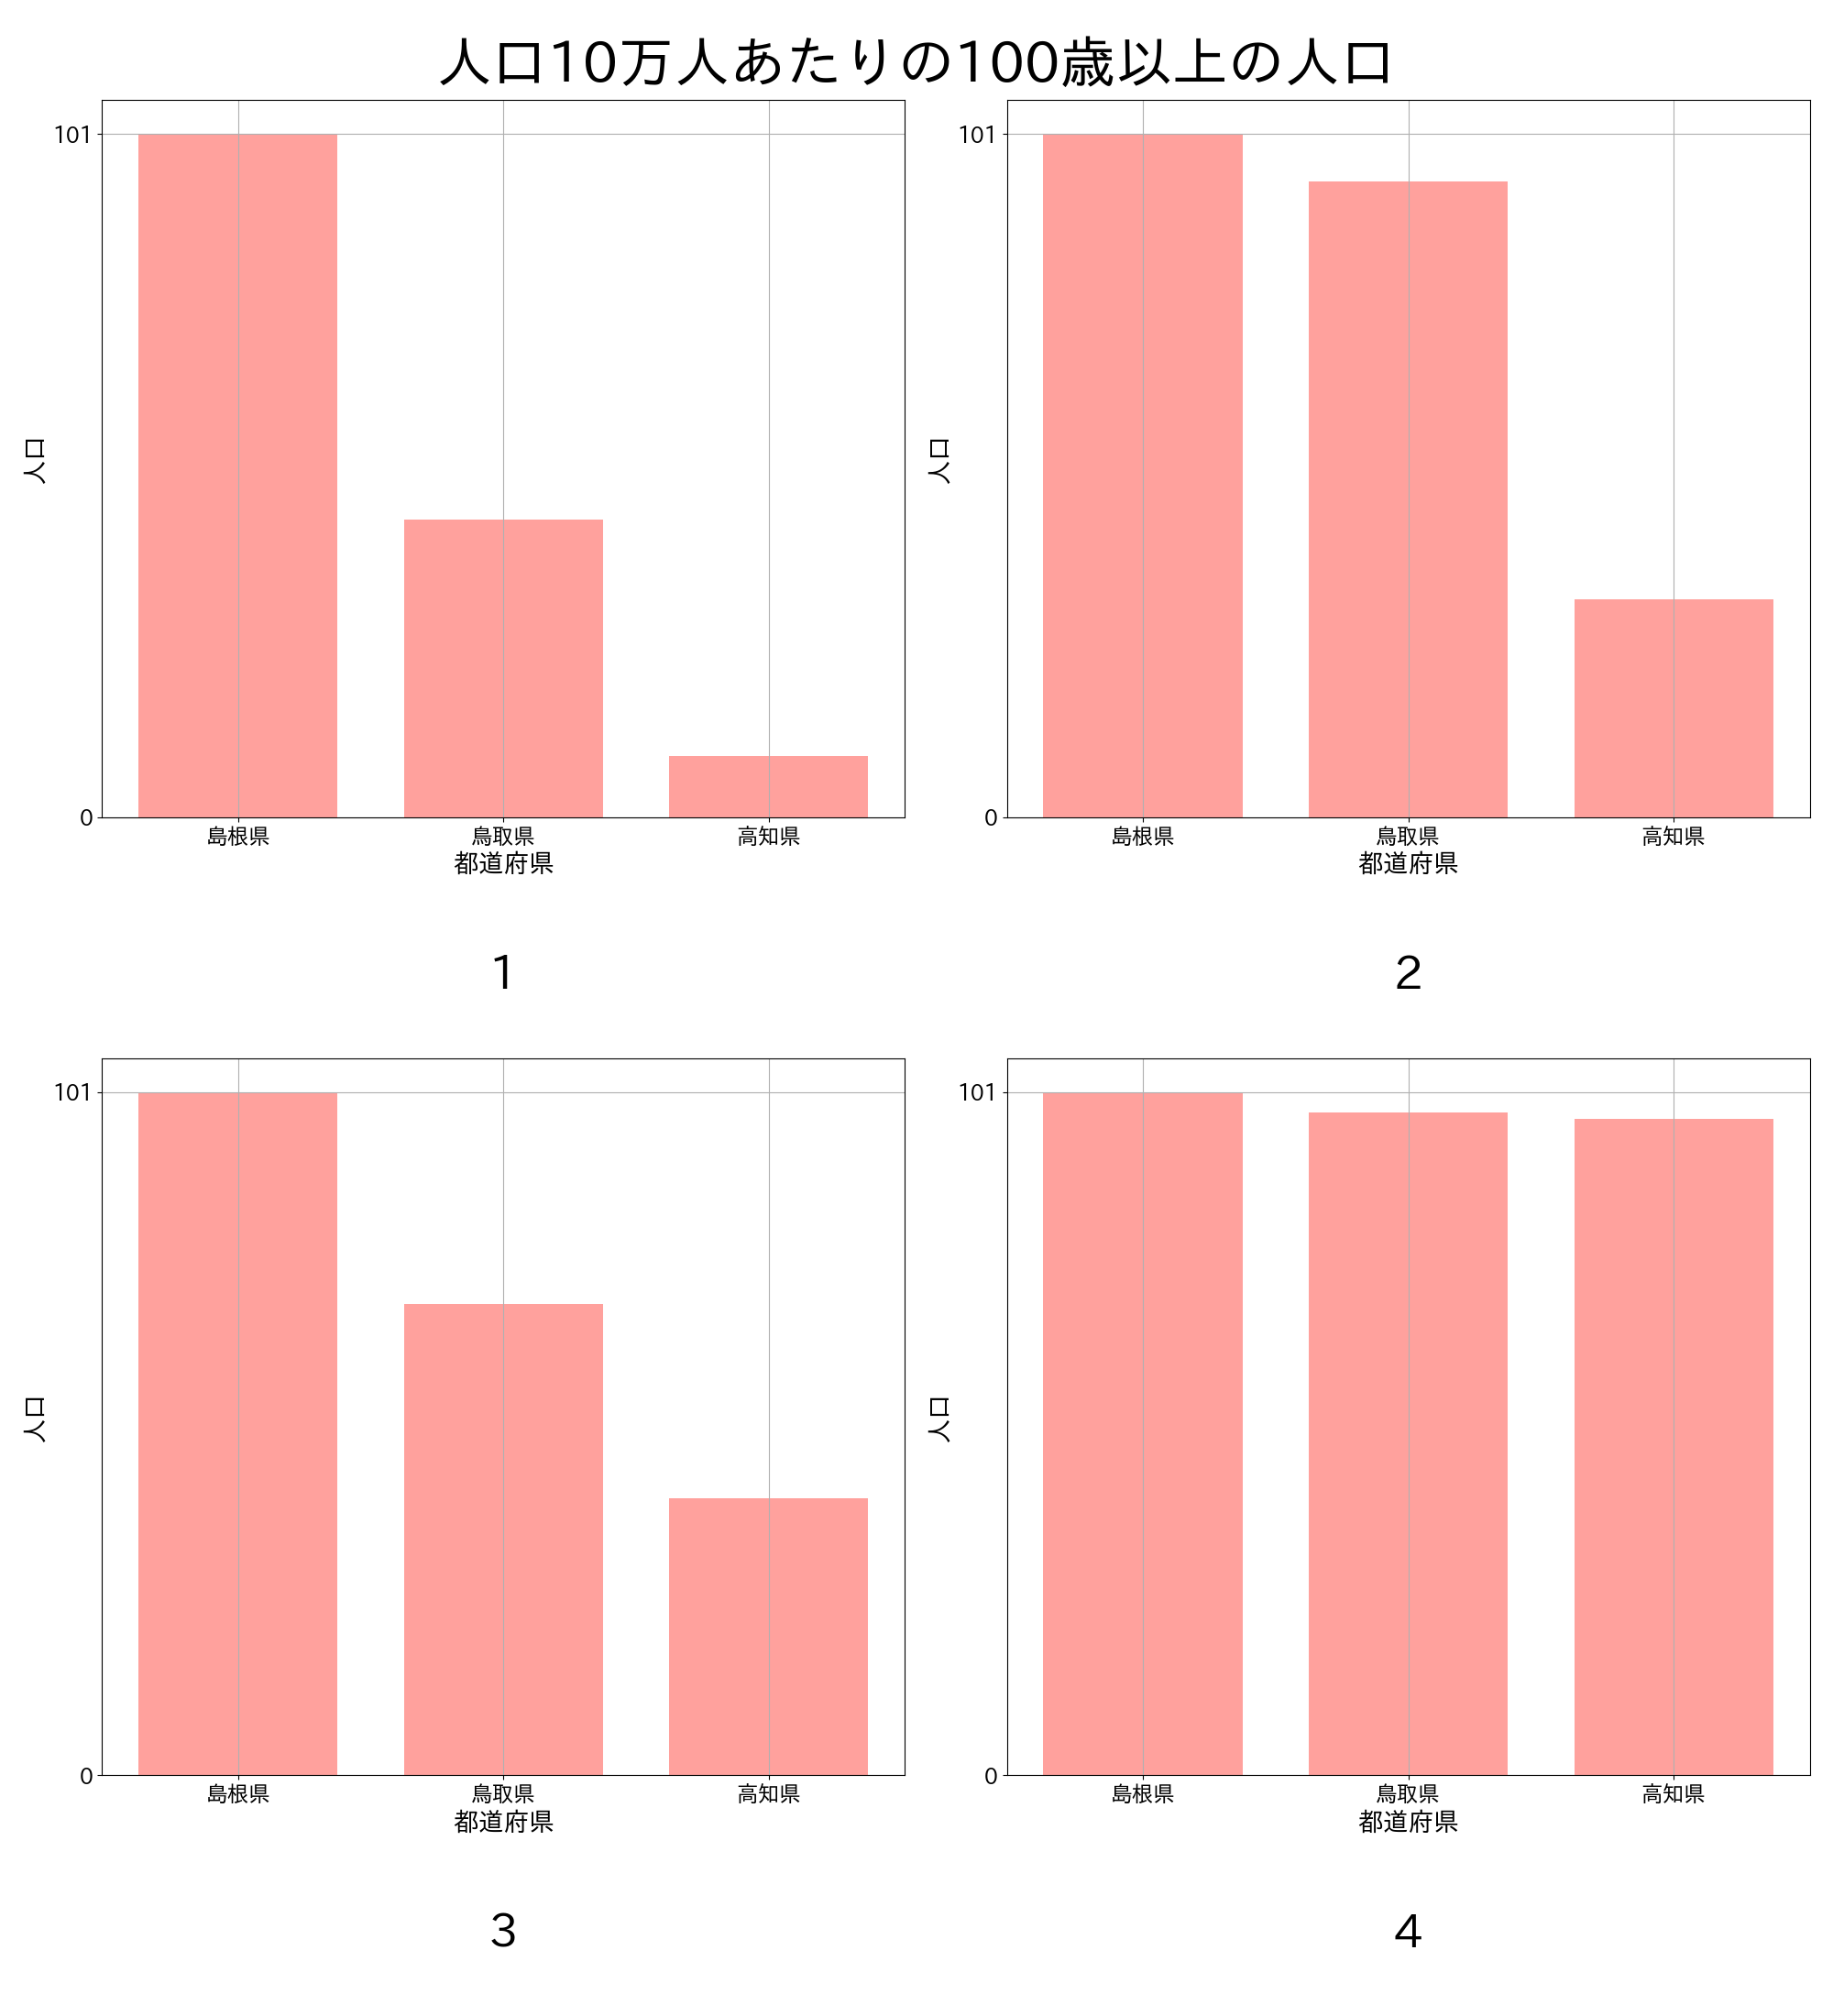 人口10万人あたりの100歳以上の人口
101
0
人口
島根県 鳥取県 高知県
都道府県
1
101
0
人口
島根県 鳥取県 高知県
都道府県
2
101
0
人口
島根県 鳥取県 高知県
都道府県
3
101
0
人口
島根県 鳥取県 高知県
都道府県
4